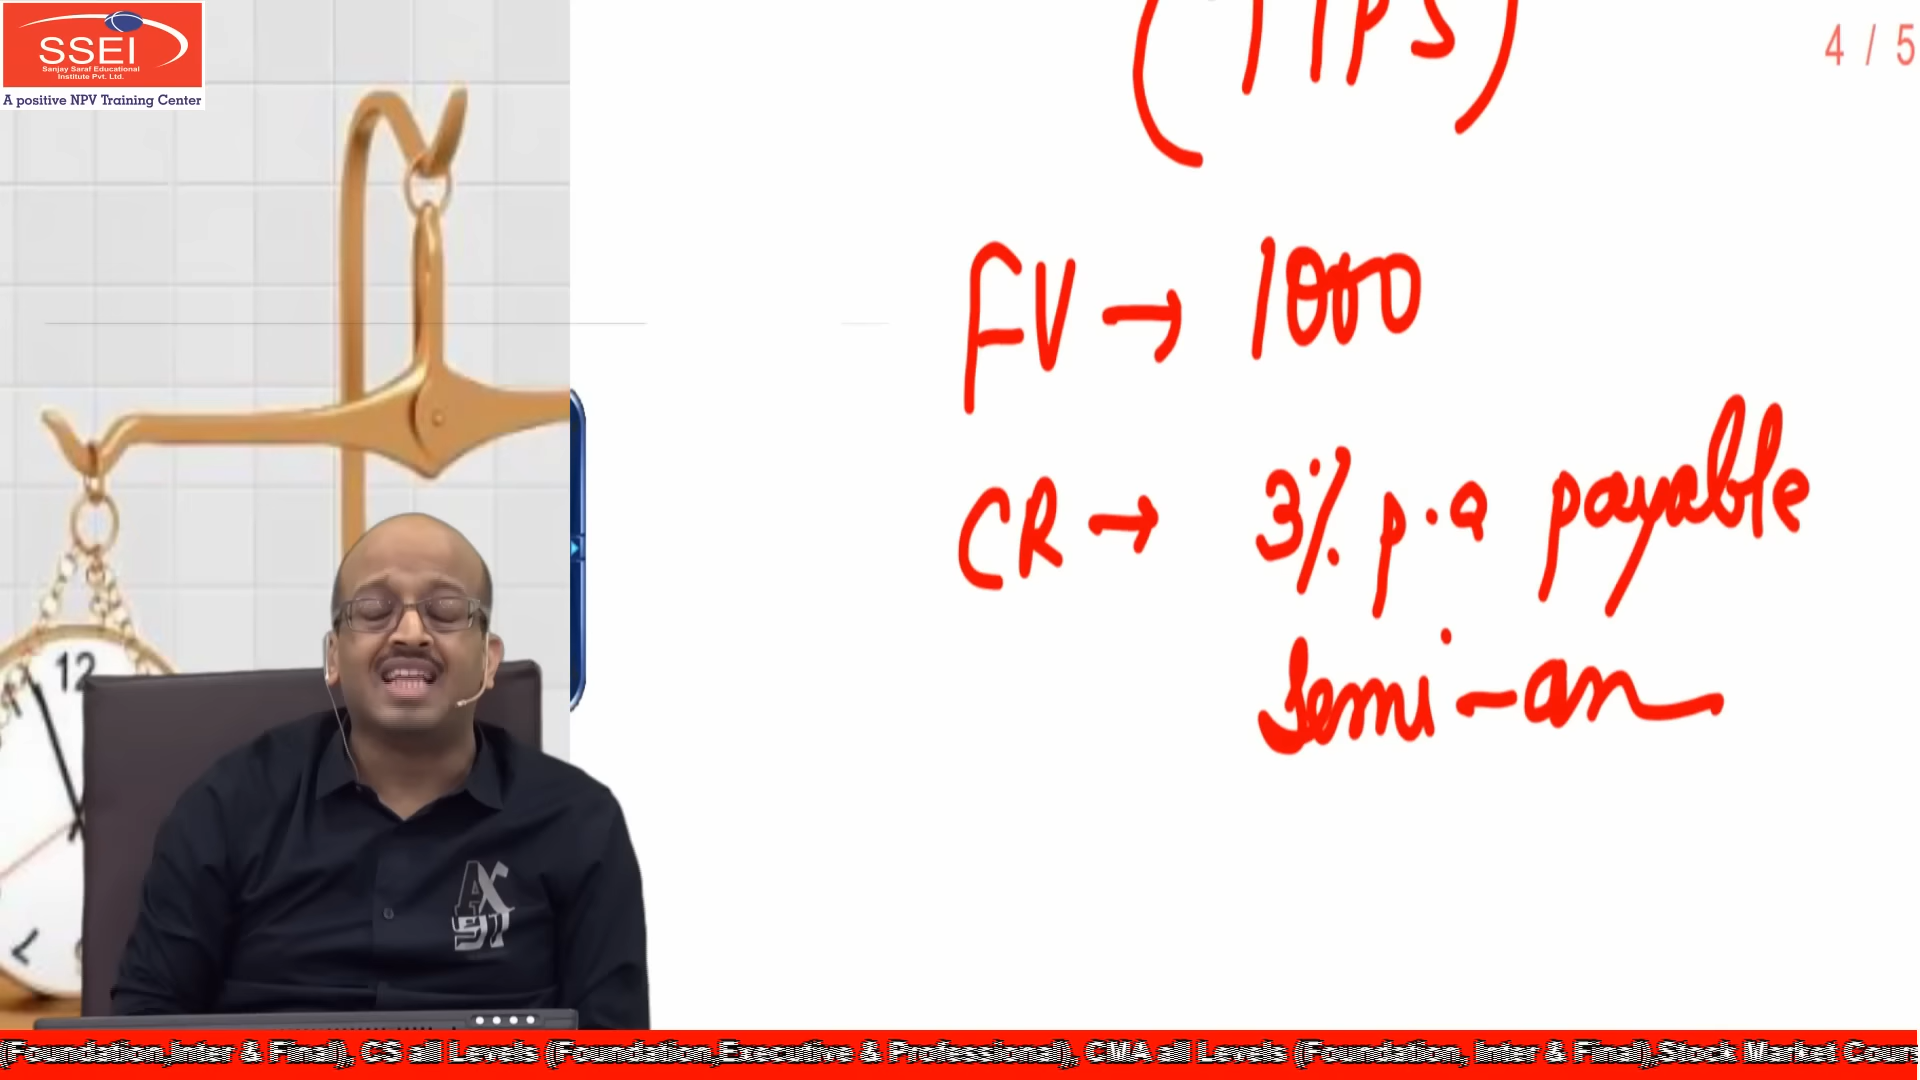 SSEI
Sanjay Saraf Educational
Institute Pvt. Ltd.
A positive NPV Training Center
4 / 5
(TIPS)
FV → 1000
CR → 3% p.a payable
Semi-an
12
(Foundation,Inter & Final), CS all Levels (Foundation,Executive & Professional), CMA all Levels (Foundation, Inter & Final),Stock Market Cours